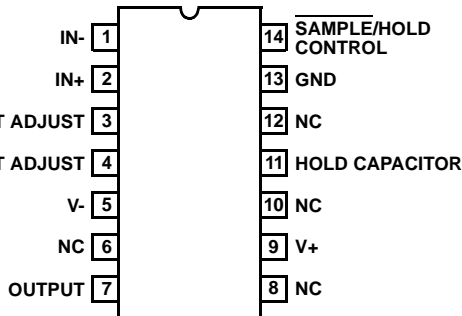 IN- 1
IN+ 2
T ADJUST 3
T ADJUST 4
V- 5
NC 6
OUTPUT 7
14 SAMPLE/HOLD
CONTROL
13 GND
12 NC
11 HOLD CAPACITOR
10 NC
9 V+
8 NC